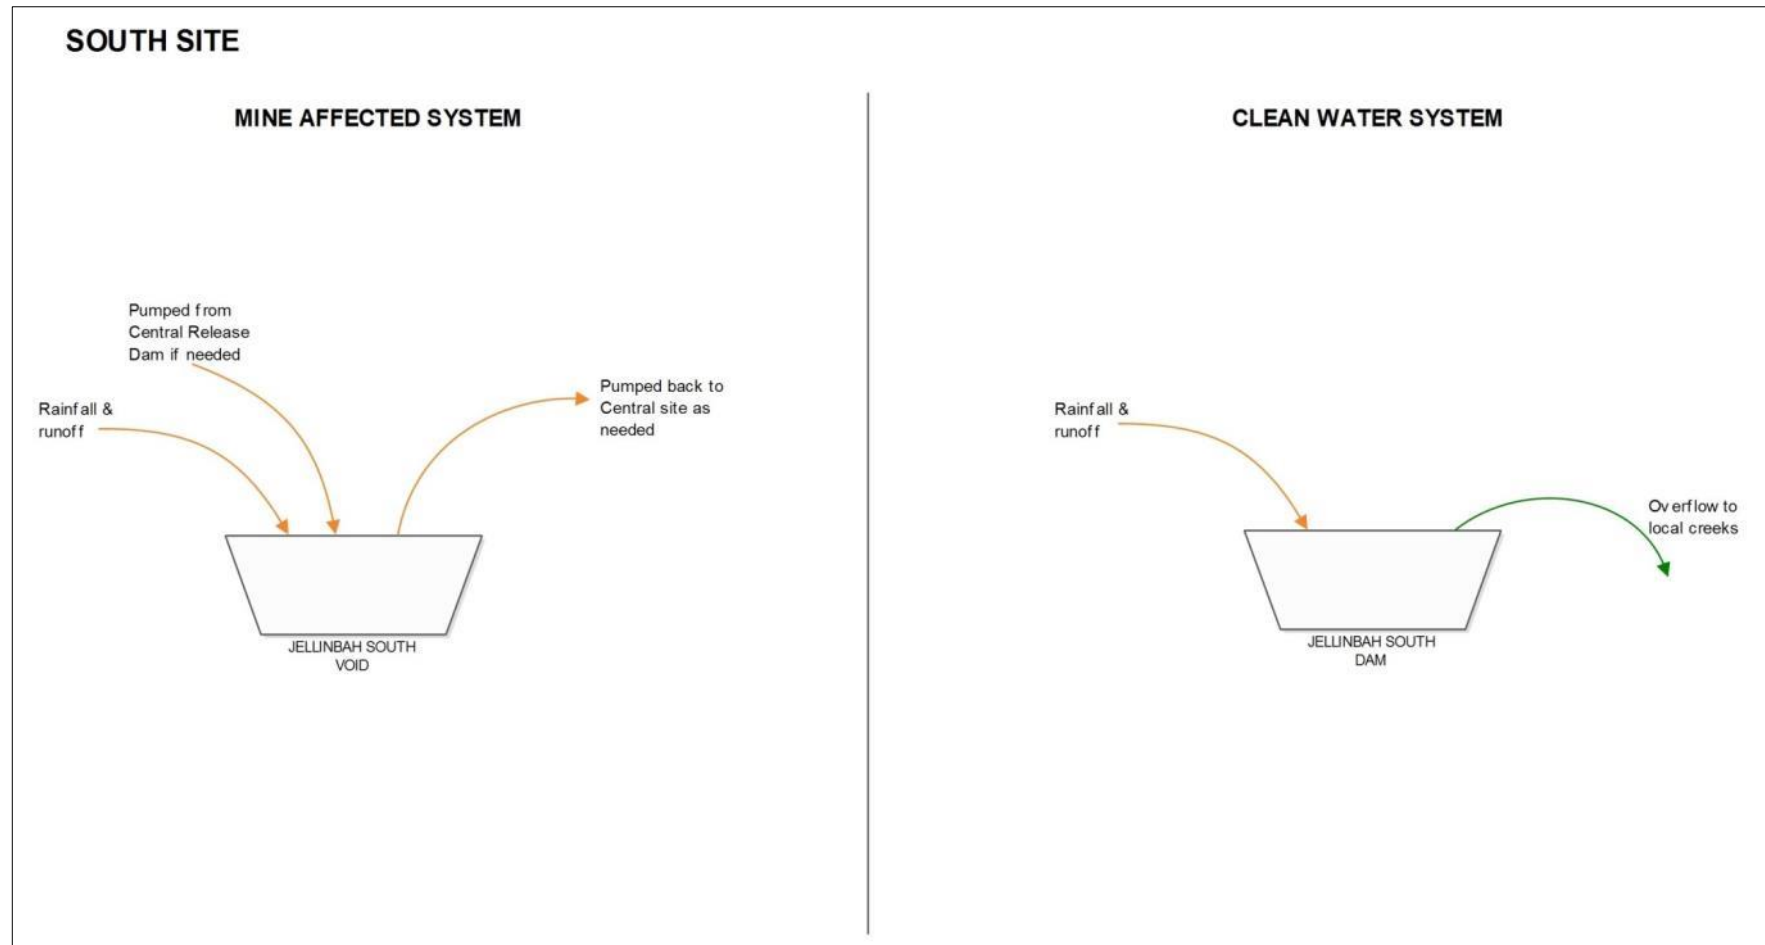 SOUTH SITE
MINE AFFECTED SYSTEM
Pumped from
Central Release
Dam if needed
Rainfall &
runoff
Pumped back to
Central site as
needed
JELLINBAH SOUTH
VOID
CLEAN WATER SYSTEM
Rainfall &
runoff
Overflow to
local creeks
JELLINBAH SOUTH
DAM